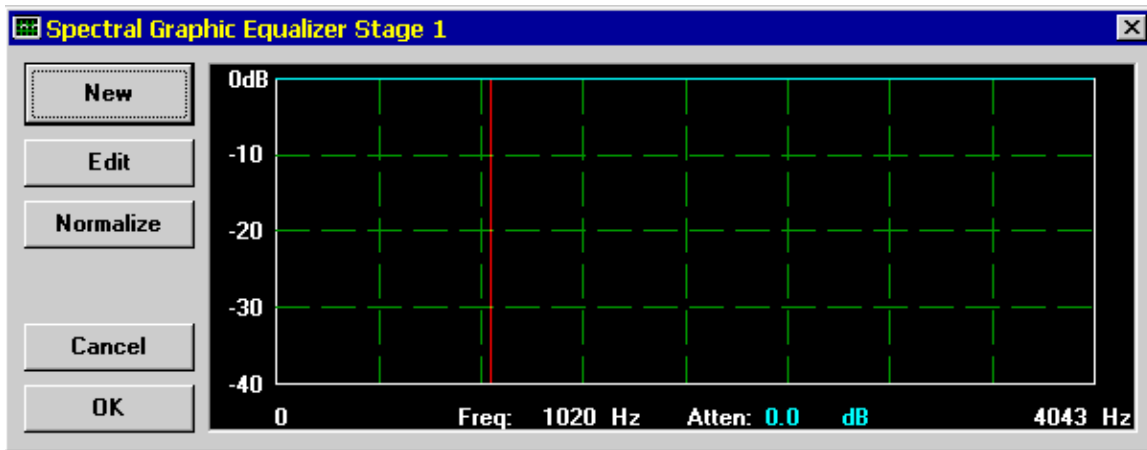 Spectral Graphic Equalizer Stage 1
New
Edit
Normalize
Cancel
OK
0dB
-10
-20
-30
-40
0 Freq: 1020 Hz Atten: 0.0 dB 4043 Hz